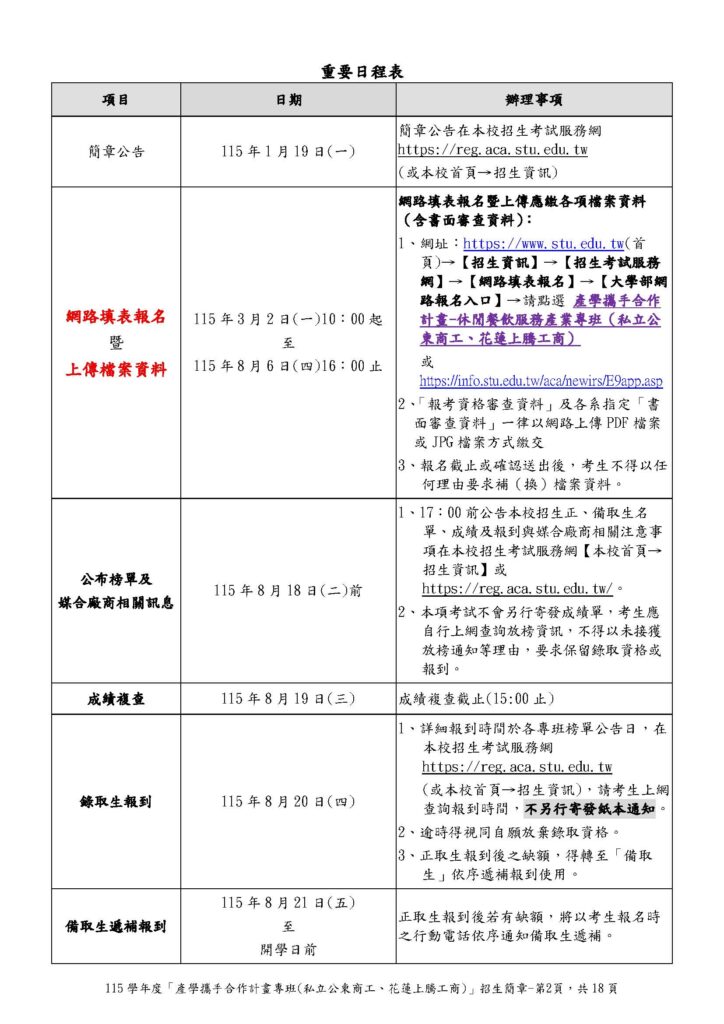 重要日程表
項目
日期
辦理事項
簡章公告
115 年 1 月 19 日(一)
簡章公告在本校招生考試服務網
https://reg.aca.stu.edu.tw
(或本校首頁→招生資訊)
網路填表報名
暨
上傳檔案資料
115 年 3 月 2 日(一)10：00 起
至
115 年 8 月 6 日(四)16：00 止
網路填表報名暨上傳應繳各項檔案資料
（含書面審查資料）：
1、網址：https://www.stu.edu.tw(首
頁)→【招生資訊】→【招生考試服務
網】→【網路填表報名】→【大學部網
路報名入口】→請點選 產學攜手合作
計畫-休閒餐飲服務產業專班（私立公
東商工、花蓮上騰工商）
或
https://info.stu.edu.tw/aca/newirs/E9app.asp
2、「報考資格審查資料」及各系指定「書
面審查資料」一律以網路上傳 PDF 檔案
或 JPG 檔案方式繳交
3、報名截止或確認送出後，考生不得以任
何理由要求補（換）檔案資料。
公布榜單及
媒合廠商相關訊息
115 年 8 月 18 日(二)前
1、17：00 前公告本校招生正、備取生名
單、成績及報到與媒合廠商相關注意事
項在本校招生考試服務網【本校首頁→
招生資訊】或
https://reg.aca.stu.edu.tw/。
2、本項考試不會另行寄發成績單，考生應
自行上網查詢放榜資訊，不得以未接獲
放榜通知等理由，要求保留錄取資格或
報到。
成績複查
115 年 8 月 19 日(三)
成績複查截止(15:00 止)
錄取生報到
115 年 8 月 20 日(四)
1、詳細報到時間於各專班榜單公告日，在
本校招生考試服務網
https://reg.aca.stu.edu.tw
(或本校首頁→招生資訊)，請考生上網
查詢報到時間，不另行寄發紙本通知。
2、逾時得視同自願放棄錄取資格。
3、正取生報到後之缺額，得轉至「備取
生」依序遞補報到使用。
備取生遞補報到
115 年 8 月 21 日(五)
至
開學日前
正取生報到後若有缺額，將以考生報名時
之行動電話依序通知備取生遞補。
115 學年度「產學攜手合作計畫專班(私立公東商工、花蓮上騰工商)」招生簡章-第2頁，共 18 頁